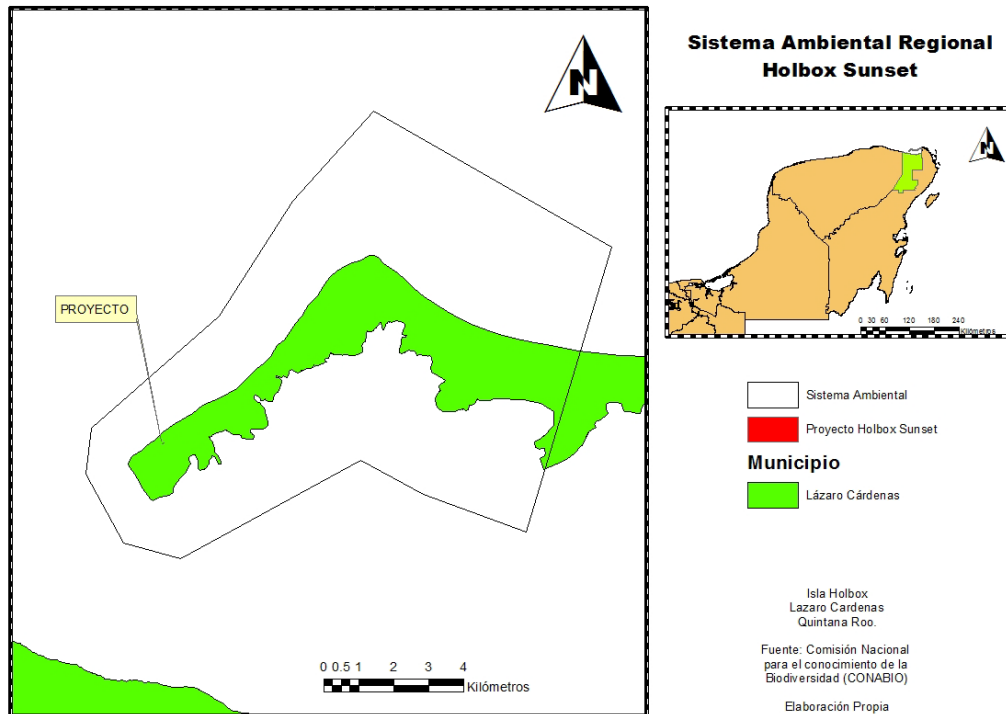 Sistema Ambiental Regional
Holbox Sunset
N
N
PROYECTO
0 30 60 120 180 240
Kilómetros
Sistema Ambiental
Proyecto Holbox Sunset
Municipio
Lázaro Cárdenas
0 0.5 1 2 3 4
Kilómetros
Isla Holbox
Lazaro Cardenas
Quintana Roo.
Fuente: Comisión Nacional
para el conocimiento de la
Biodiversidad (CONABIO)
Elaboración Propia